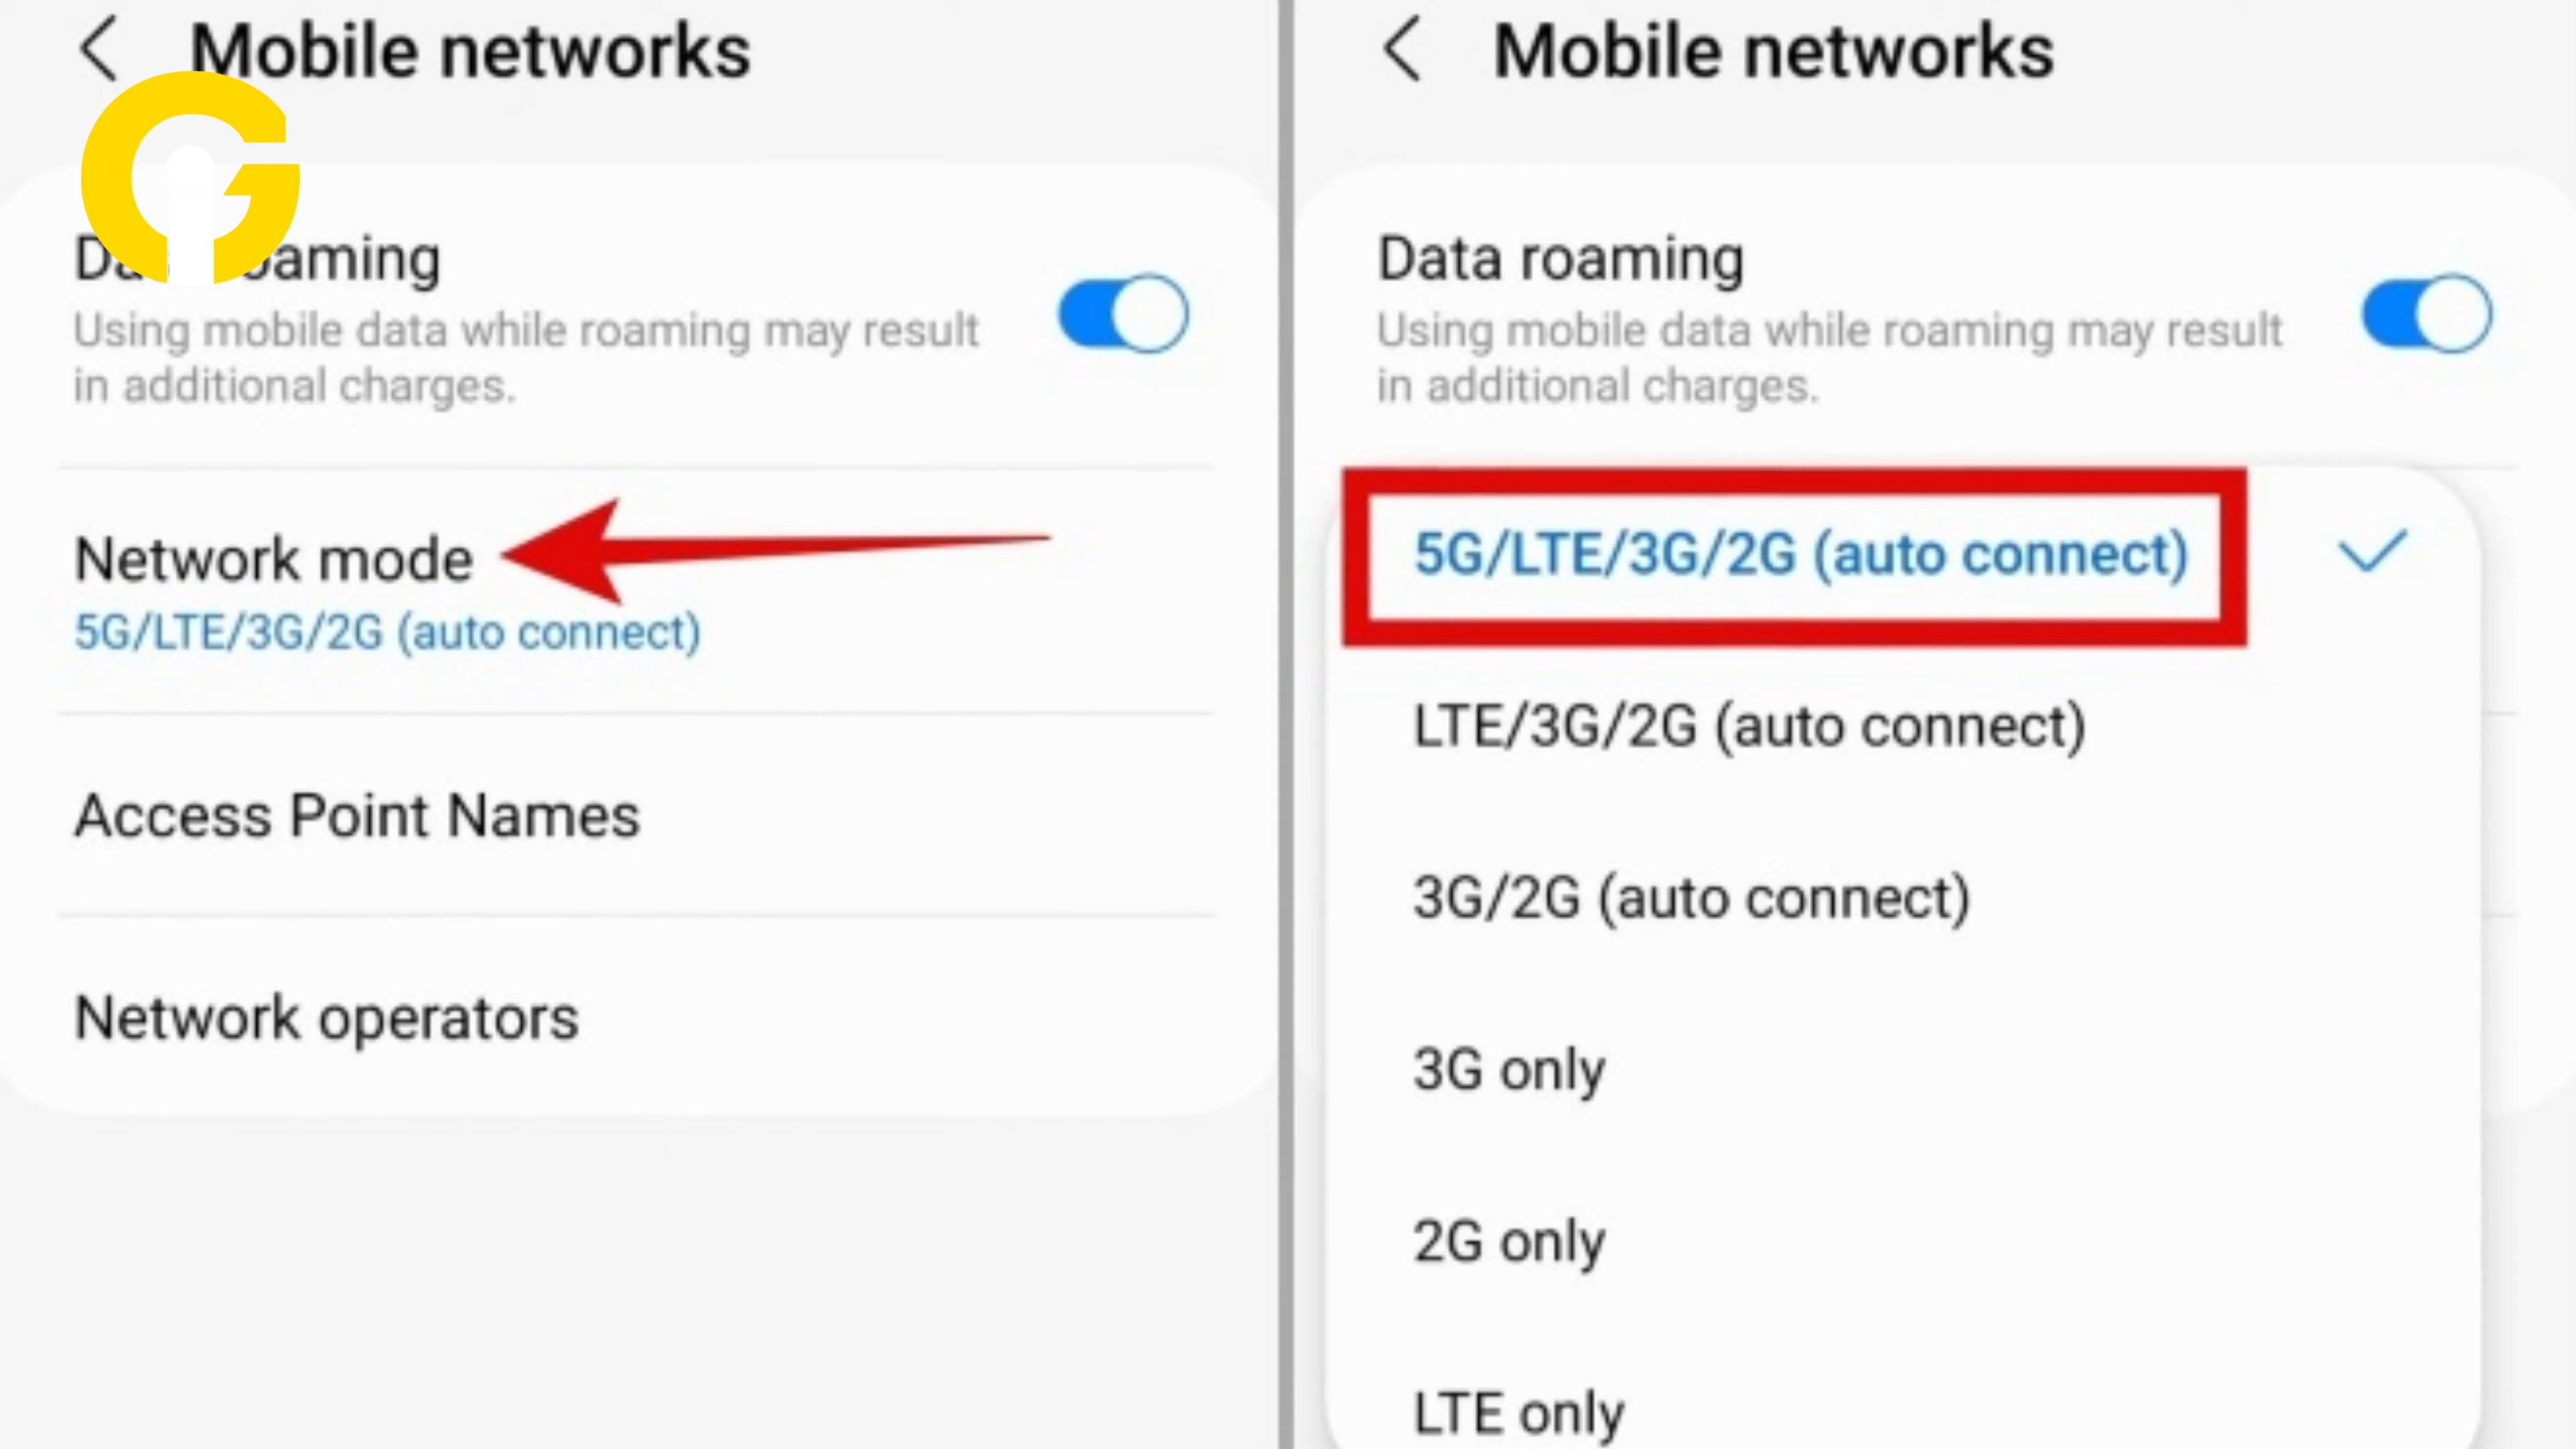 Mobile networks
Data roaming
Using mobile data while roaming may result
in additional charges.
Network mode
5G/LTE/3G/2G (auto connect)
Access Point Names
Network operators
Mobile networks
Data roaming
Using mobile data while roaming may result
in additional charges.
5G/LTE/3G/2G (auto connect)
LTE/3G/2G (auto connect)
3G/2G (auto connect)
3G only
2G only
LTE only